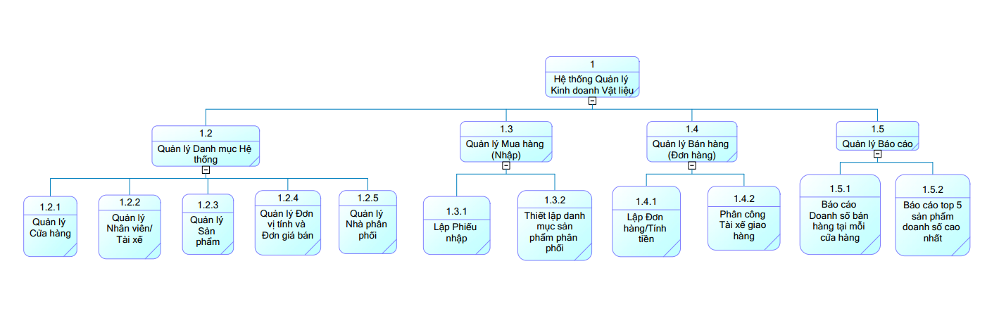 1
Hệ thống Quản lý
Kinh doanh Vật liệu
1.2
Quản lý Danh mục Hệ
thống
1.3
Quản lý Mua hàng
(Nhập)
1.4
Quản lý Bán hàng
(Đơn hàng)
1.5
Quản lý Báo cáo
1.2.1
Quản lý
Cửa hàng
1.2.2
Quản lý
Nhân viên/
Tài xế
1.2.3
Quản lý
Sản
phẩm
1.2.4
Quản lý Đơn
vị tính và
Đơn giá bán
1.2.5
Quản lý
Nhà phân
phối
1.3.1
Lập Phiếu
nhập
1.3.2
Thiết lập danh
mục sản
phẩm phân
phối
1.4.1
Lập Đơn
hàng/Tính
tiền
1.4.2
Phân công
Tài xế giao
hàng
1.5.1
Báo cáo
Doanh số bán
hàng tại mỗi
cửa hàng
1.5.2
Báo cáo top 5
sản phẩm
doanh số cao
nhất